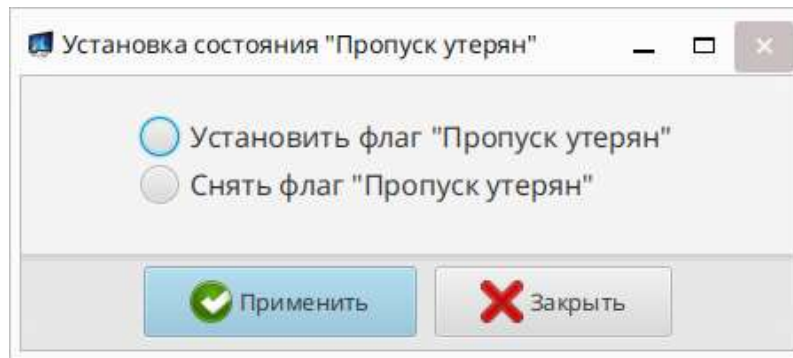 Установка состояния "Пропуск утерян"
Установить флаг "Пропуск утерян"
Снять флаг "Пропуск утерян"
Применить
Закрыть